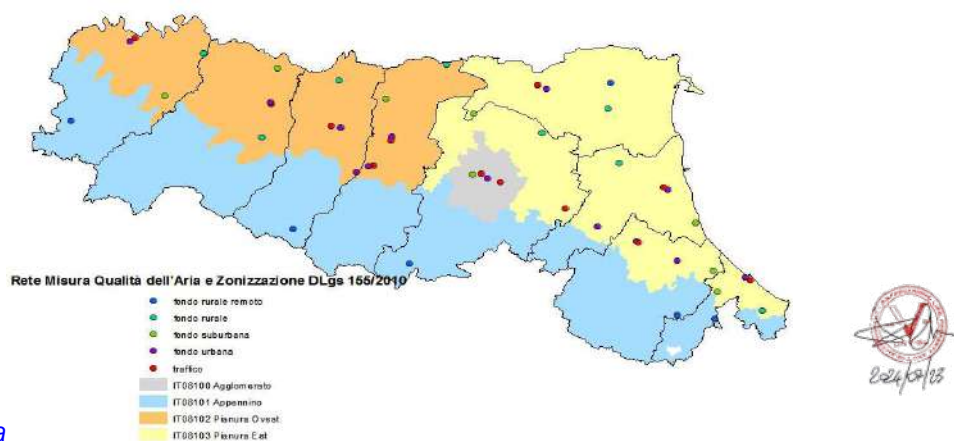 Rete Misura Qualità dell'Aria e Zonizzazione DLgs 155/2010
fondo rurale remoto
fondo rurale
fondo suburbana
fondo urbana
traffico
IT08100 Agglomerato
IT08101 Appennino
IT08102 Pianura Ovest
IT08103 Pianura Est
a